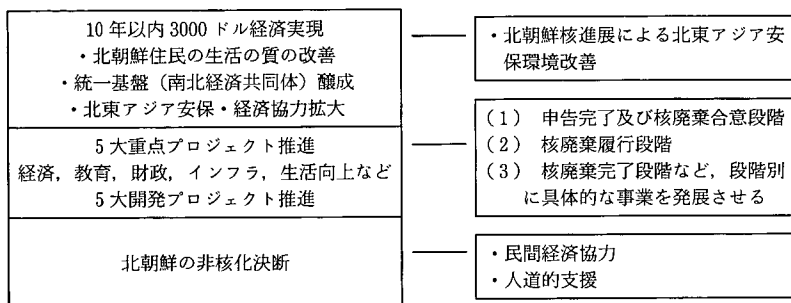 10年以内3000ドル経済実現
・北朝鮮住民の生活の質の改善
・統一基盤（南北経済共同体）醸成
・北東アジア安保・経済協力拡大
・北朝鮮核進展による北東アジア安
保環境改善
5大重点プロジェクト推進
経済，教育，財政，インフラ，生活向上など
5大開発プロジェクト推進
（1） 申告完了及び核廃棄合意段階
（2） 核廃棄履行段階
（3） 核廃棄完了段階など，段階別
に具体的な事業を発展させる
北朝鮮の非核化決断
・民間経済協力
・人道的支援